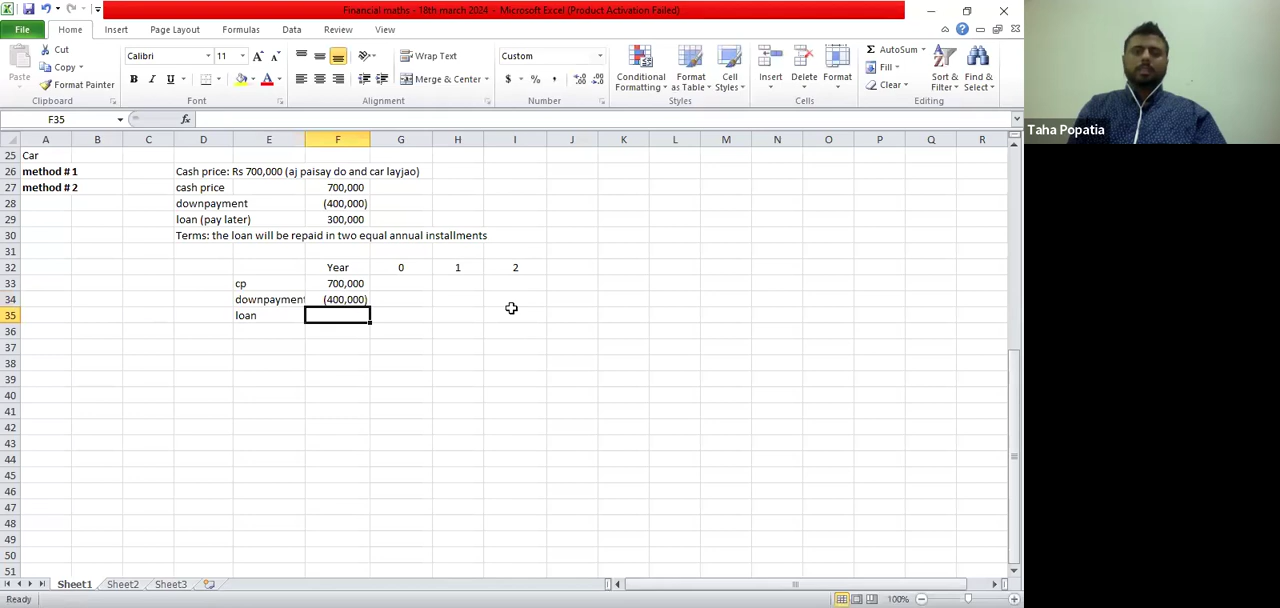 Financial maths - 18th march 2024 - Microsoft Excel (Product Activation Failed)
File Home Insert Page Layout Formulas Data Review View
Cut
Copy
Format Painter
Paste
Clipboard
Calibri 11
B I U
A A
Font
Wrap Text
Merge & Center
Alignment
Custom
$ % ,
Number
Conditional Formatting
Format as Table
Cell Styles
Styles
Insert Delete Format
Cells
AutoSum
Fill
Clear
Sort & Filter
Find & Select
Editing
F35 fx
A B C D E F G H I J K L M N O P Q R
25 Car
26 method # 1 Cash price: Rs 700,000 (aj paisay do and car layjao)
27 method # 2 cash price 700,000
28 downpayment (400,000)
29 loan (pay later) 300,000
30 Terms: the loan will be repaid in two equal annual installments
31
32 Year 0 1 2
33 cp 700,000
34 downpayment (400,000)
35 loan
36
37
38
39
40
41
42
43
44
45
46
47
48
49
50
51
Sheet1 Sheet2 Sheet3
Ready 100%
Taha Popatia